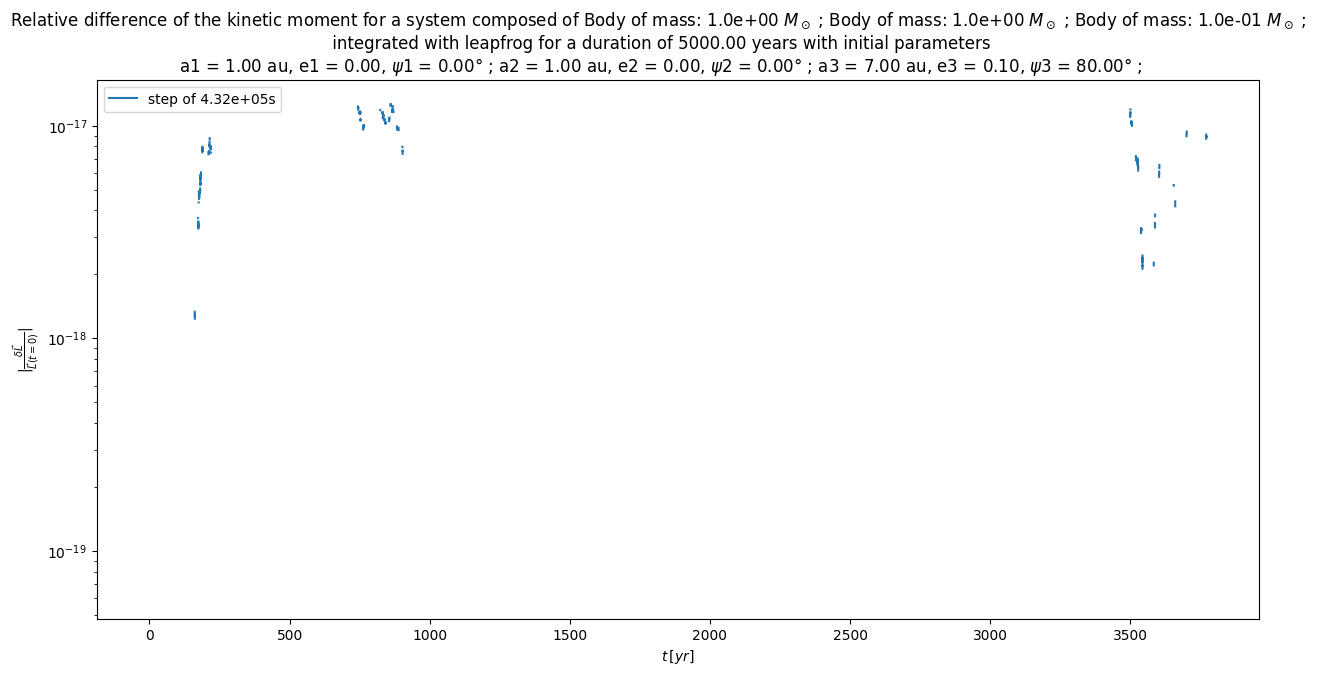 Relative difference of the kinetic moment for a system composed of Body of mass: 1.0e+00 $M_\odot$ ; Body of mass: 1.0e+00 $M_\odot$ ; Body of mass: 1.0e-01 $M_\odot$ ;
integrated with leapfrog for a duration of 5000.00 years with initial parameters
a1 = 1.00 au, e1 = 0.00, ψ1 = 0.00° ; a2 = 1.00 au, e2 = 0.00, ψ2 = 0.00° ; a3 = 7.00 au, e3 = 0.10, ψ3 = 80.00° ;
step of 4.32e+05s
$10^{-17}$
$10^{-18}$
$10^{-19}$
$|\frac{\delta \vec{L}}{\vec{L}(t=0)}|$
0 500 1000 1500 2000 2500 3000 3500
t [yr]